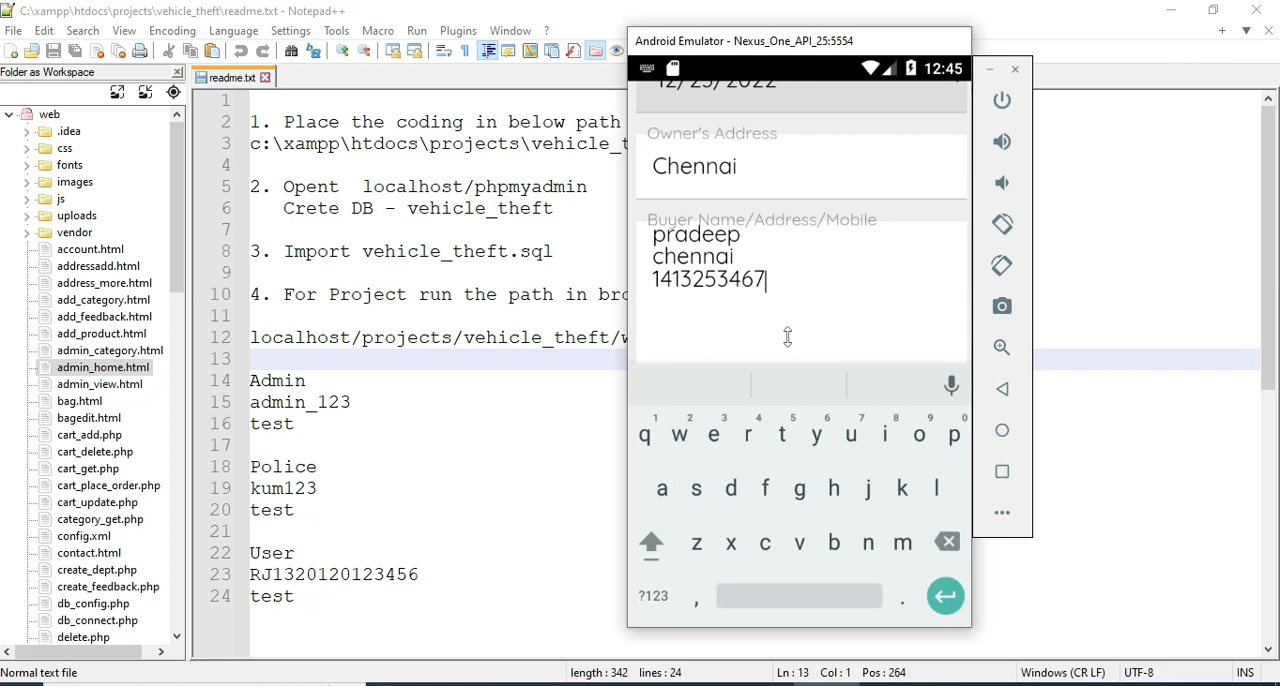 C:\xampp\htdocs\projects\vehicle_theft\readme.txt - Notepad++
File Edit Search View Encoding Language Settings Tools Macro Run Plugins Window ?
Folder as Workspace
web
.idea
css
fonts
images
js
uploads
vendor
account.html
addressadd.html
address_more.html
add_category.html
add_feedback.html
add_product.html
admin_category.html
admin_home.html
admin_view.html
bag.html
bagedit.html
cart_add.php
cart_delete.php
cart_get.php
cart_place_order.php
cart_update.php
category_get.php
config.xml
contact.html
create_dept.php
create_feedback.php
db_config.php
db_connect.php
delete.php
readme.txt
1
2 1. Place the coding in below path
3 c:\xampp\htdocs\projects\vehicle_t
4
5 2. Opent localhost/phpmyadmin
6 Crete DB - vehicle_theft
7
8 3. Import vehicle_theft.sql
9
10 4. For Project run the path in bro
11
12 localhost/projects/vehicle_theft/w
13
14 Admin
15 admin_123
16 test
17
18 Police
19 kum123
20 test
21
22 User
23 RJ1320120123456
24 test
Android Emulator - Nexus_One_API_25:5554
12:45
12/25/2022
Owner's Address
Chennai
Buyer Name/Address/Mobile
pradeep
chennai
1413253467
1 2 3 4 5 6 7 8 9 0
q w e r t y u i o p
a s d f g h j k l
z x c v b n m
?123 , .
Normal text file length : 342 lines : 24 Ln : 13 Col : 1 Pos : 264 Windows (CR LF) UTF-8 INS